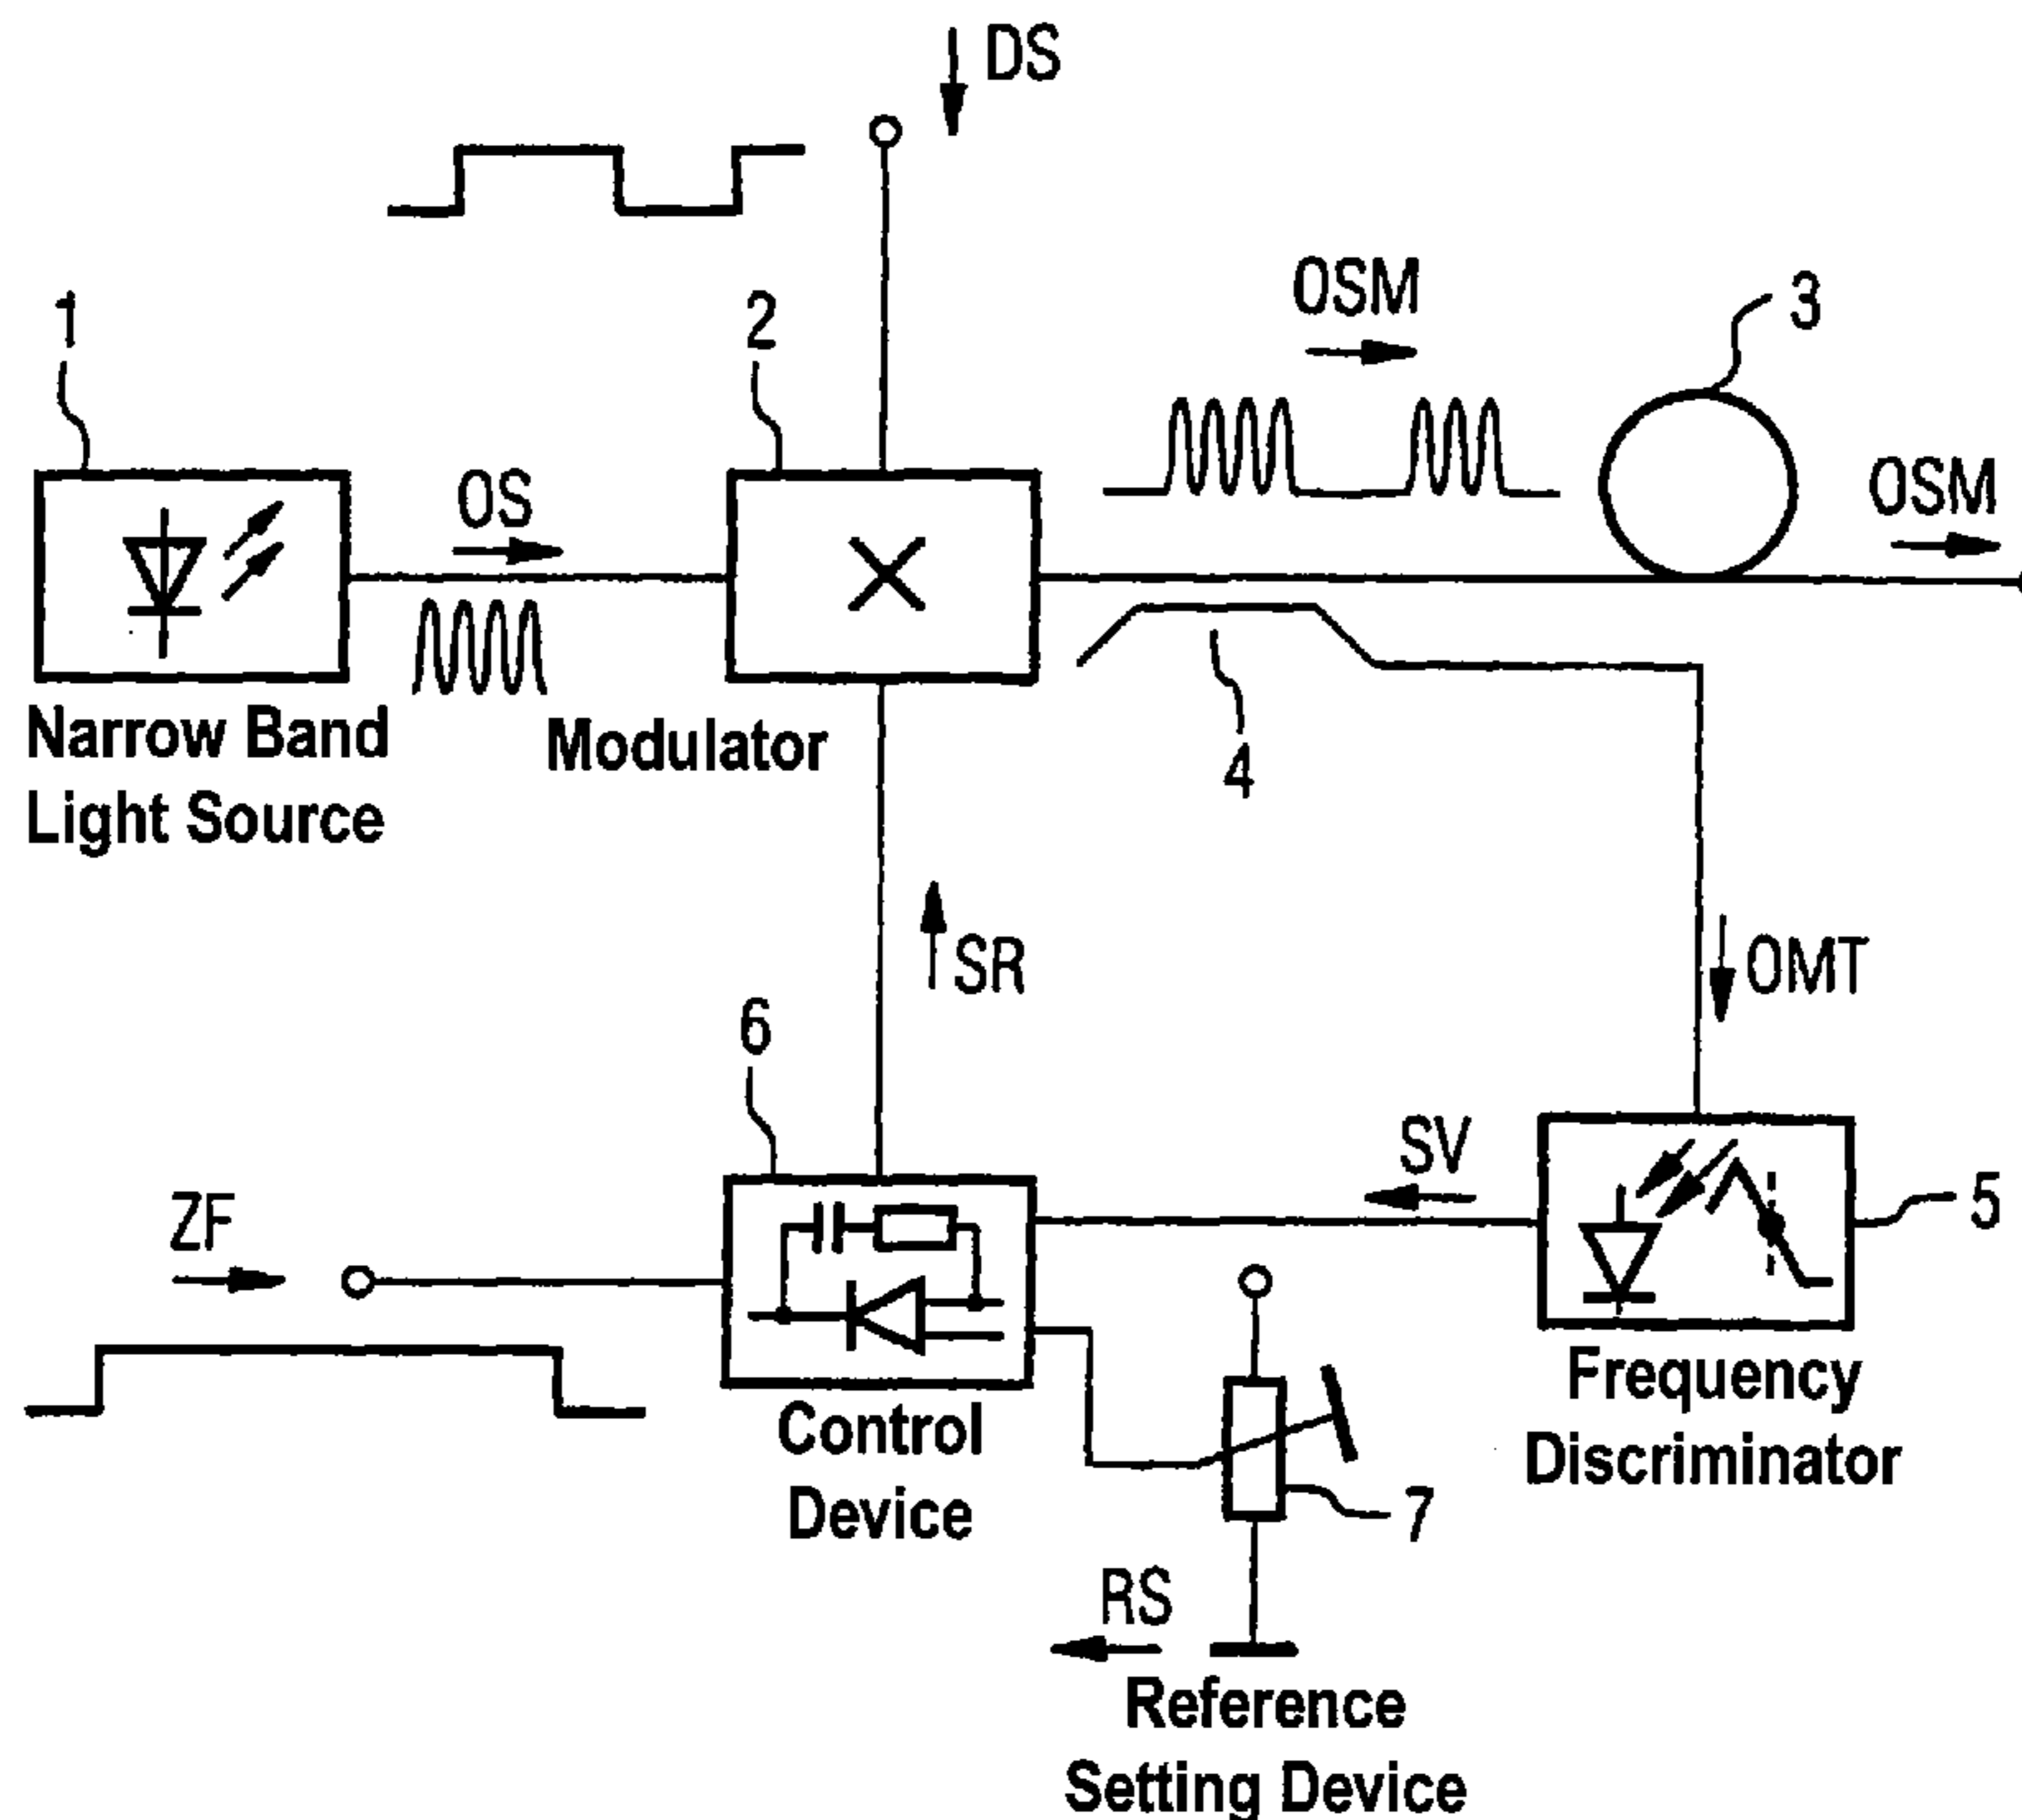 DS
OSM
3
1
2
OS
OSM
Narrow Band
Light Source
Modulator
4
SR
OMT
6
SV
ZF
5
Control
Device
Frequency
Discriminator
7
RS
Reference
Setting Device